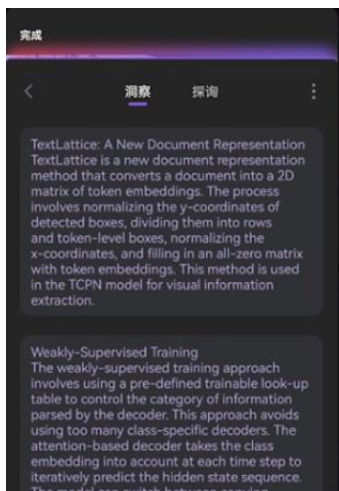 完成
洞察 探询
TextLattice: A New Document Representation
TextLattice is a new document representation
method that converts a document into a 2D
matrix of token embeddings. The process
involves normalizing the y-coordinates of
detected boxes, dividing them into rows
and token-level boxes, normalizing the
x-coordinates, and filling in an all-zero matrix
with token embeddings. This method is used
in the TCPN model for visual information
extraction.
Weakly-Supervised Training
The weakly-supervised training approach
involves using a pre-defined trainable look-up
table to control the category of information
parsed by the decoder. This approach avoids
using too many class-specific decoders. The
attention-based decoder takes the class
embedding into account at each time step to
iteratively predict the hidden state sequence.
The model can switch between